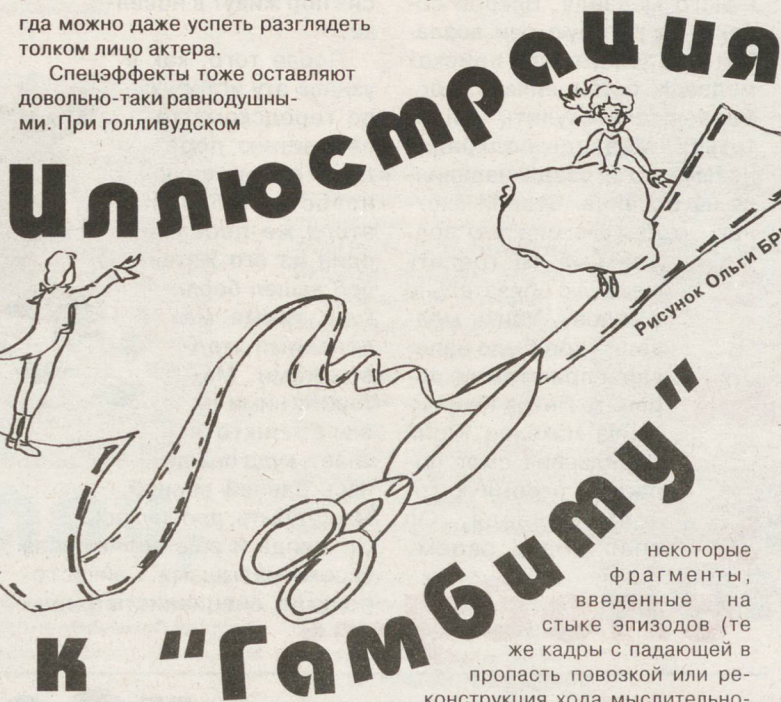 гда можно даже успеть разглядеть
толком лицо актера.
Спецэффекты тоже оставляют
довольно-таки равнодушны-
ми. При голливудском
Иллюстрация
к "Гамбиту"
Рисунок Ольги
некоторые
фрагменты,
введенные на
стыке эпизодов (те
же кадры с падающей в
пропасть повозкой или ре-
конструкция хода мыслительно-